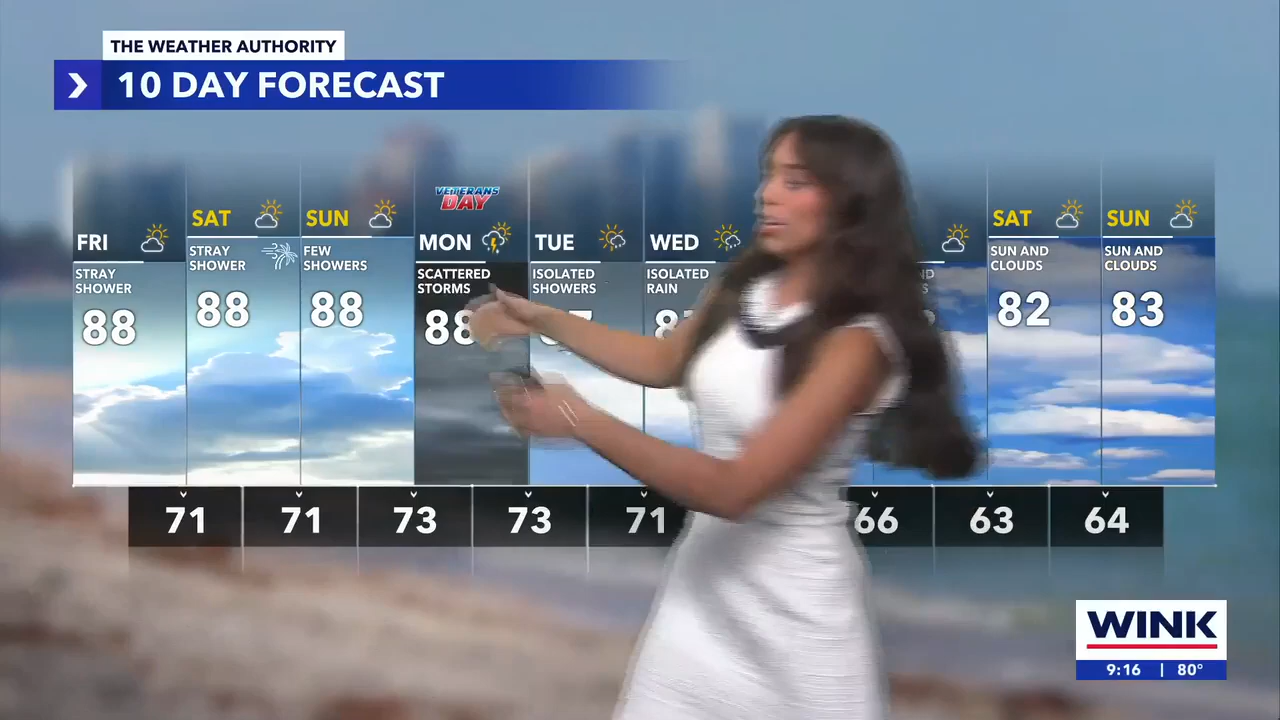 THE WEATHER AUTHORITY
10 DAY FORECAST
VETERANS
DAY
FRI
SAT
SUN
MON
TUE
WED
SAT
SUN
STRAY
SHOWER
STRAY
SHOWER
FEW
SHOWERS
SCATTERED
STORMS
ISOLATED
SHOWERS
ISOLATED
RAIN
SUN AND
CLOUDS
SUN AND
CLOUDS
88
88
88
88
82
83
71
71
73
73
71
66
63
64
WINK
9:16 | 80°